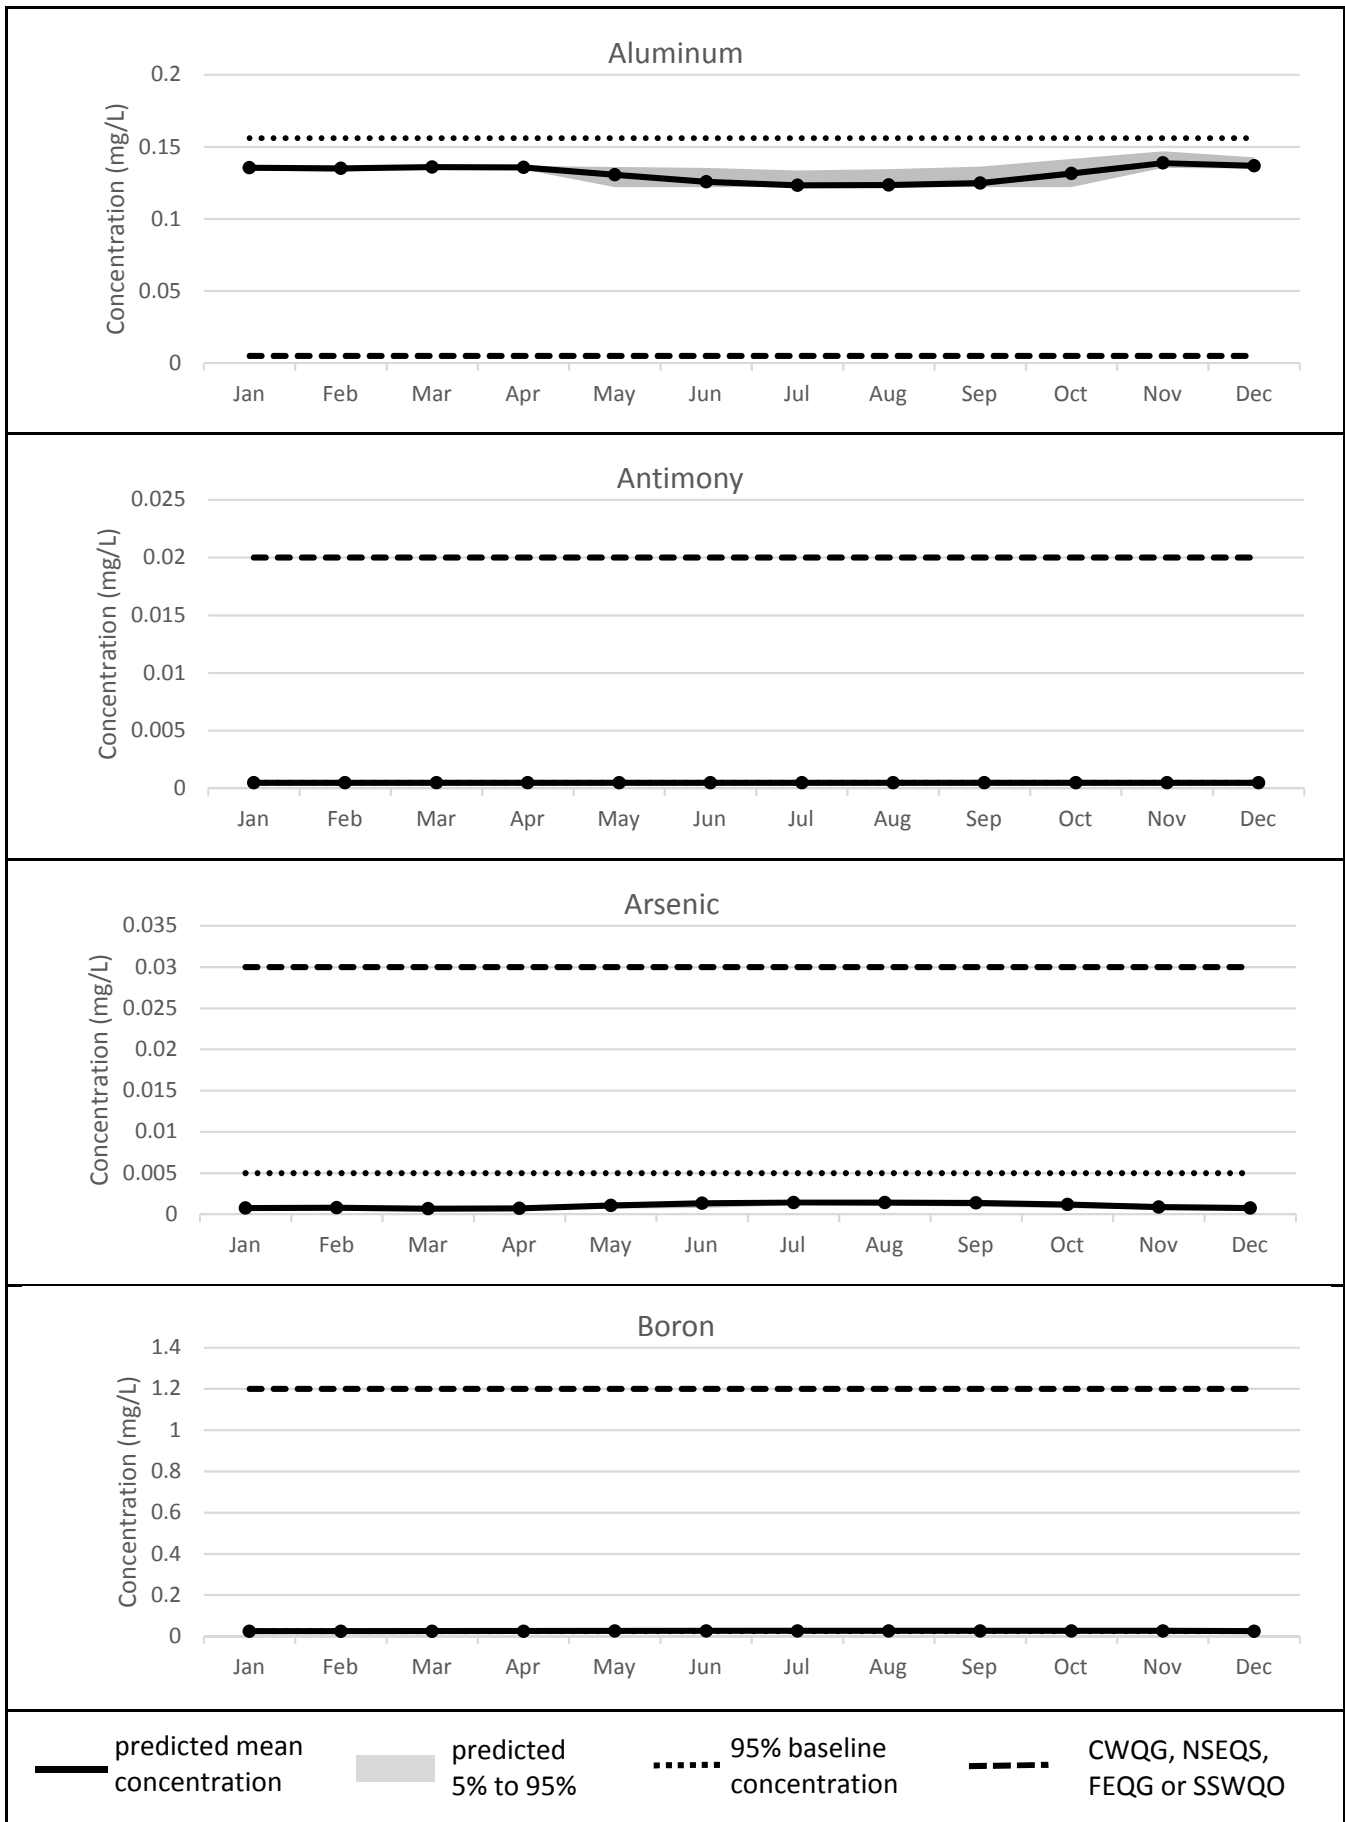 Aluminum
Concentration (mg/L)
0.2
0.15
0.1
0.05
0
Jan Feb Mar Apr May Jun Jul Aug Sep Oct Nov Dec
Antimony
Concentration (mg/L)
0.025
0.02
0.015
0.01
0.005
0
Jan Feb Mar Apr May Jun Jul Aug Sep Oct Nov Dec
Arsenic
Concentration (mg/L)
0.035
0.03
0.025
0.02
0.015
0.01
0.005
0
Jan Feb Mar Apr May Jun Jul Aug Sep Oct Nov Dec
Boron
Concentration (mg/L)
1.4
1.2
1
0.8
0.6
0.4
0.2
0
Jan Feb Mar Apr May Jun Jul Aug Sep Oct Nov Dec
predicted mean
concentration
predicted
5% to 95%
95% baseline
concentration
CWQG, NSEQS,
FEQG or SSWQO